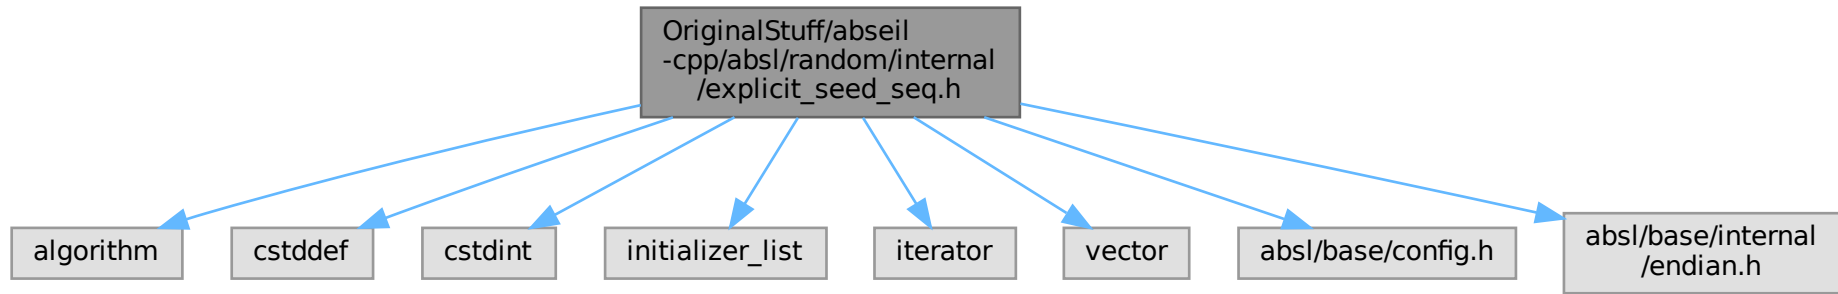 OriginalStuff/abseil
-cpp/absl/random/internal
/explicit_seed_seq.h
algorithm
cstddef
cstdint
initializer_list
iterator
vector
absl/base/config.h
absl/base/internal
/endian.h